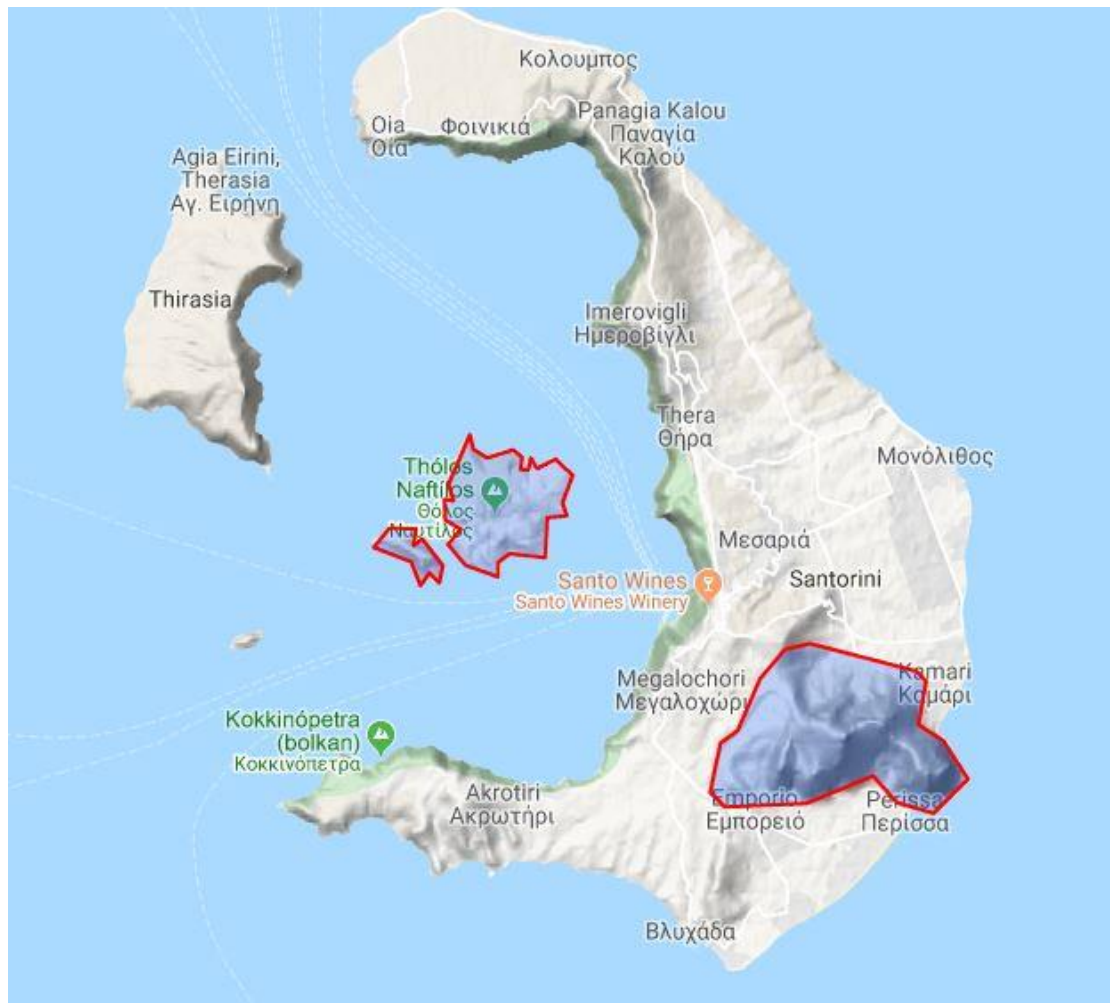 Κολουμπος
Oia
Οία
Φοινικιά
Panagia Kalou
Παναγία
Καλού
Agia Eirini,
Therasia
Αγ. Ειρήνη
Thirasia
Imerovigli
Ημεροβίγλι
Thera
Θήρα
Μονόλιθος
Thólos
Naftílos
Θόλος
Ναυτίλος
Μεσαριά
Santo Wines
Santo Wines Winery
Santorini
Megalochori
Μεγαλοχώρι
Kamari
Καμάρι
Kokkinópetra
(bolkan)
Κοκκινόπετρα
Akrotiri
Ακρωτήρι
Emporio
Εμπορειό
Perissa
Περίσσα
Βλυχάδα